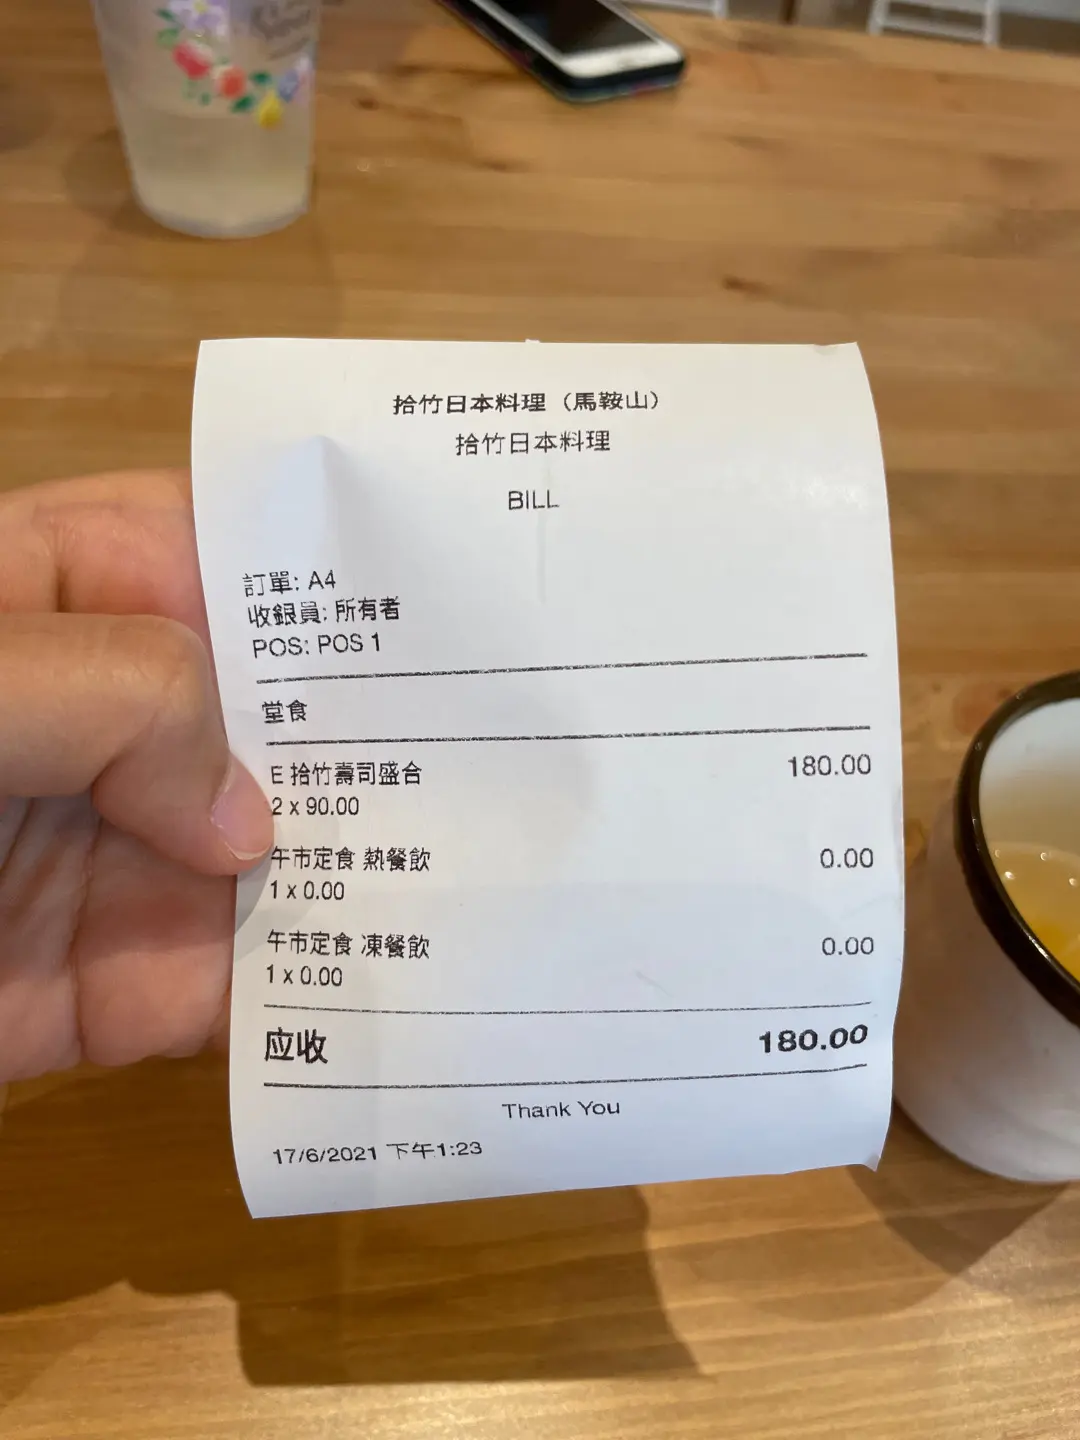 拾竹日本料理（馬鞍山）
拾竹日本料理
BILL
訂單: A4
收銀員: 所有者
POS: POS 1
堂食
E 拾竹壽司盛合 180.00
2 x 90.00
午市定食 熱餐飲 0.00
1 x 0.00
午市定食 凍餐飲 0.00
1 x 0.00
应收 180.00
Thank You
17/6/2021 下午1:23